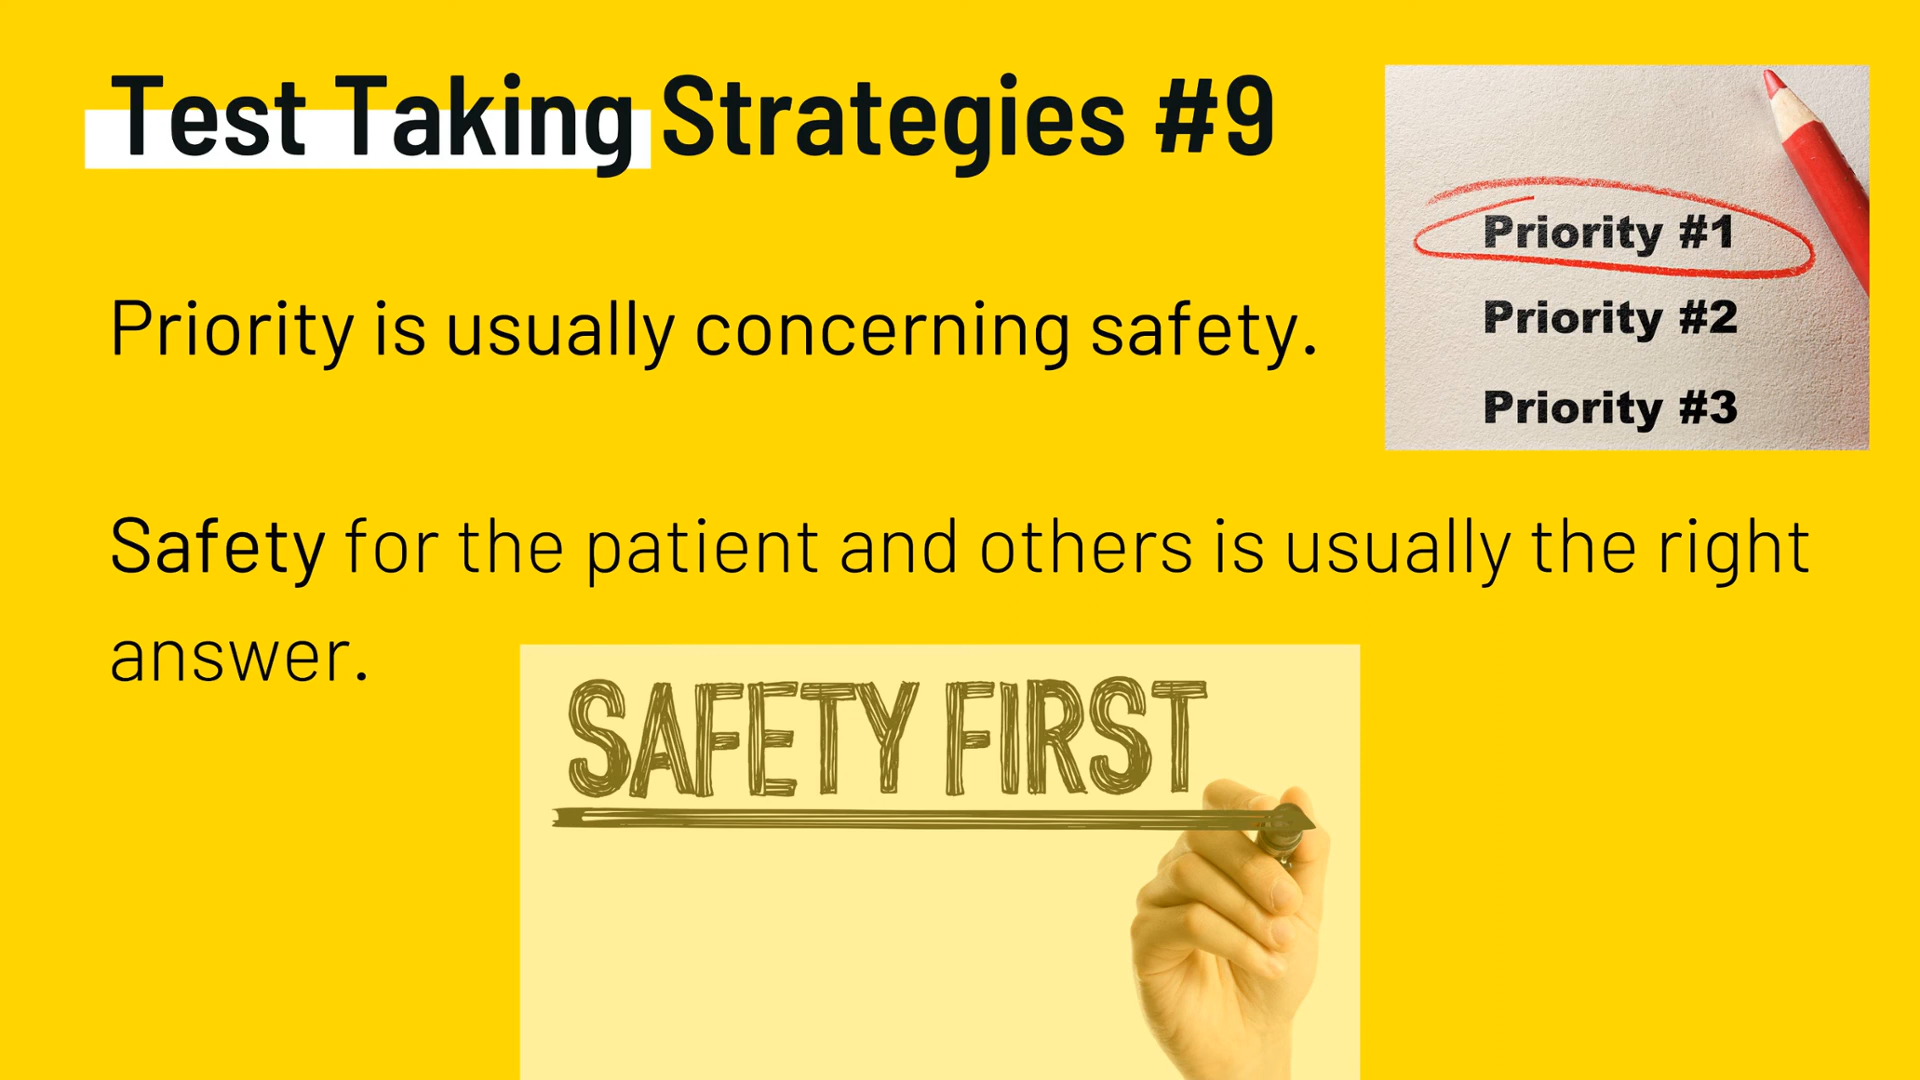 Test Taking Strategies #9
Priority #1
Priority #2
Priority #3
Priority is usually concerning safety.
Safety for the patient and others is usually the right
answer.
SAFETY FIRST